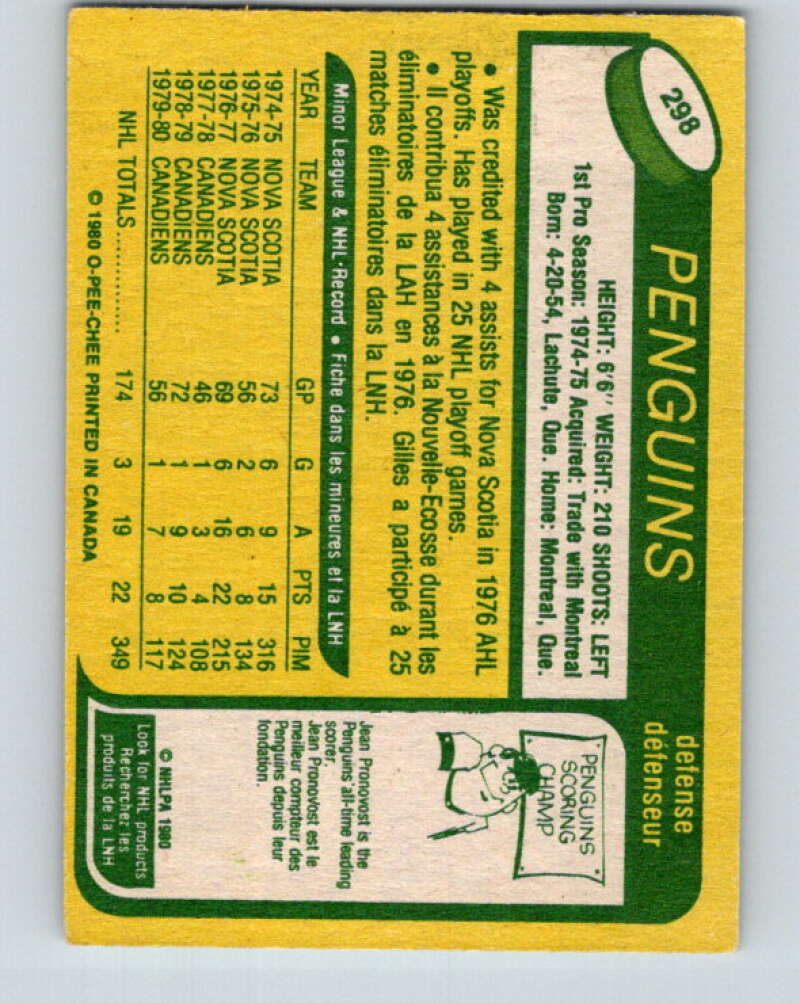 298
PENGUINS
defense
défenseur
HEIGHT: 6'6" WEIGHT: 210 SHOOTS: LEFT
1st Pro Season: 1974-75 Acquired: Trade with Montreal
Born: 4-20-54, Lachute, Que. Home: Montreal, Que.
• Was credited with 4 assists for Nova Scotia in 1976 AHL
playoffs. Has played in 25 NHL playoff games.
• Il contribua 4 assistances à la Nouvelle-Ecosse durant les
éliminatoires de la LAH en 1976. Gilles a participé à 25
matches éliminatoires dans la LNH.
Minor League & NHL Record • Fiche dans les mineures et la LNH
YEAR TEAM GP G A PTS PIM
1974-75 NOVA SCOTIA 73 6 9 15 316
1975-76 NOVA SCOTIA 56 2 6 8 134
1976-77 NOVA SCOTIA 69 6 16 22 215
1977-78 CANADIENS 46 1 3 4 108
1978-79 CANADIENS 72 1 9 10 124
1979-80 CANADIENS 56 1 7 8 117
NHL TOTALS .............. 174 3 19 22 349
© 1980 O-PEE-CHEE PRINTED IN CANADA
PENGUINS
SCORING
CHAMP
Jean Pronovost is the
Penguins' all-time leading
scorer.
Jean Pronovost est le
meilleur compteur des
Penguins depuis leur
fondation.
© NHLPA 1980
Look for NHL products
Recherchez les
produits de la LNH